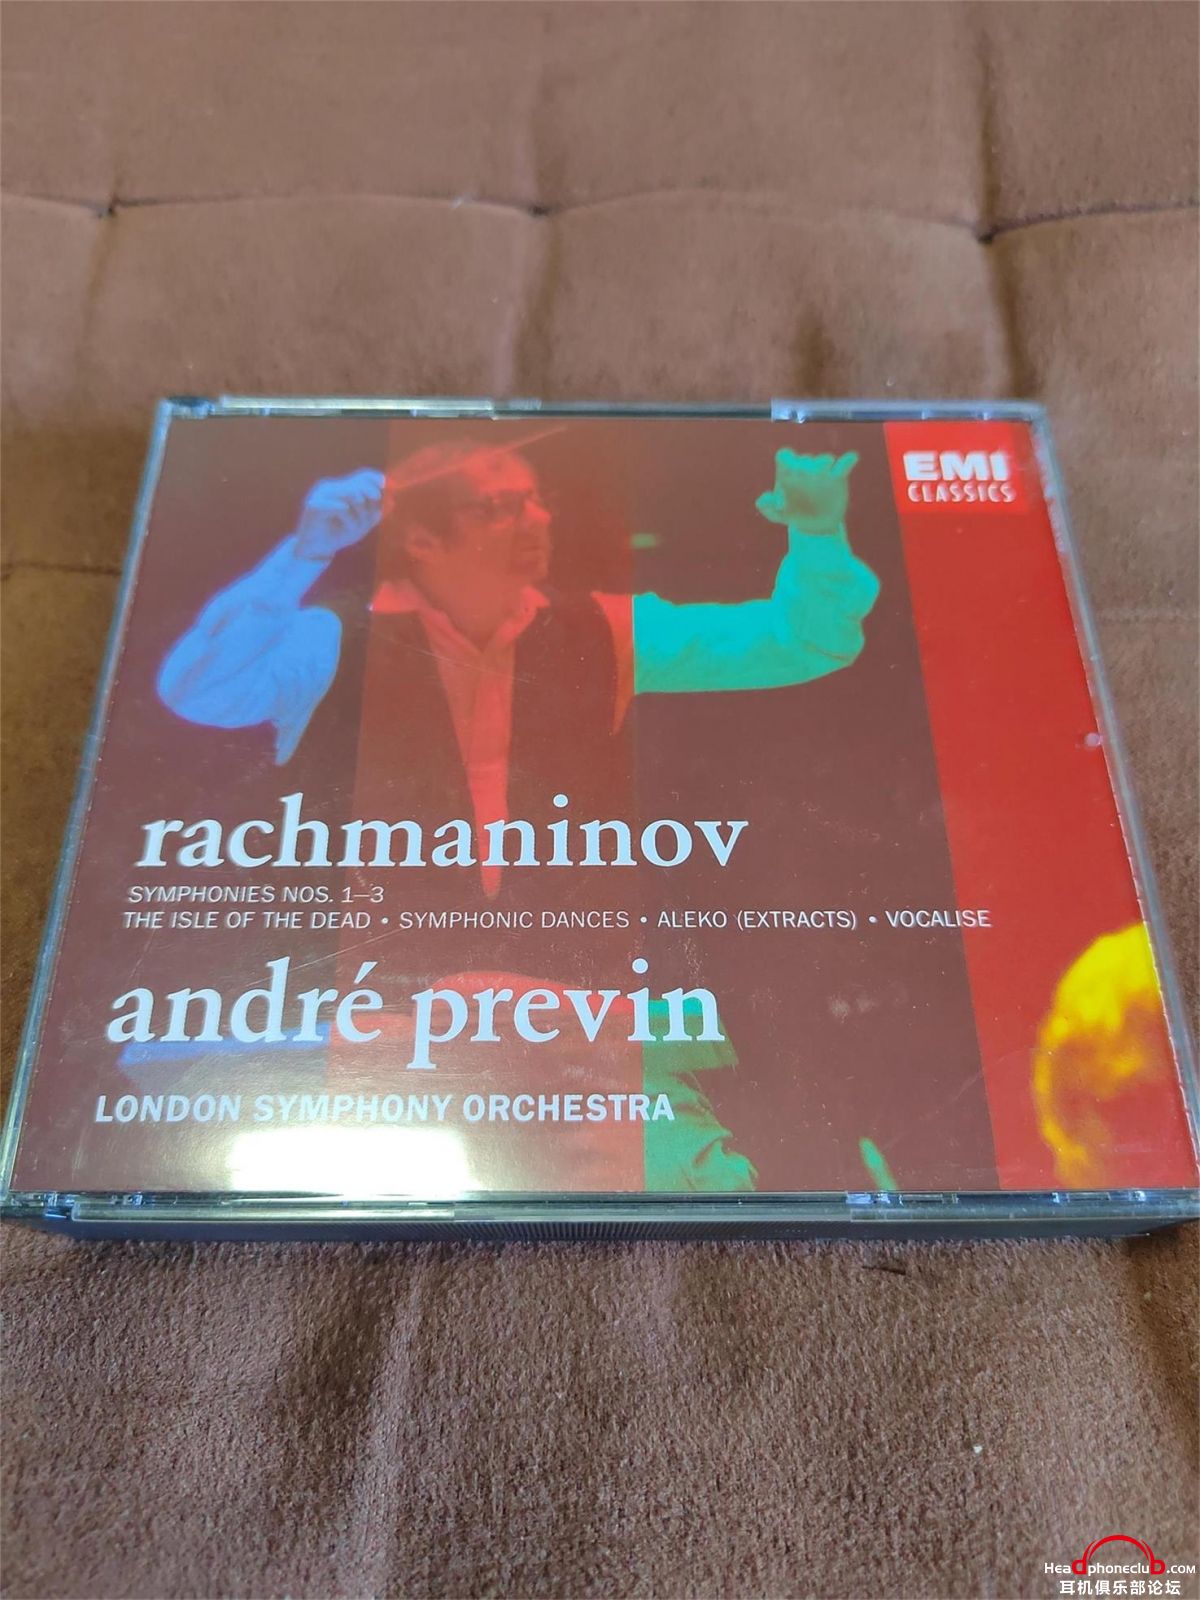 EMI
CLASSICS
rachmaninov
SYMPHONIES NOS. 1–3
THE ISLE OF THE DEAD • SYMPHONIC DANCES • ALEKO (EXTRACTS) • VOCALISE
andré previn
LONDON SYMPHONY ORCHESTRA
Headphoneclub.com
耳机俱乐部论坛